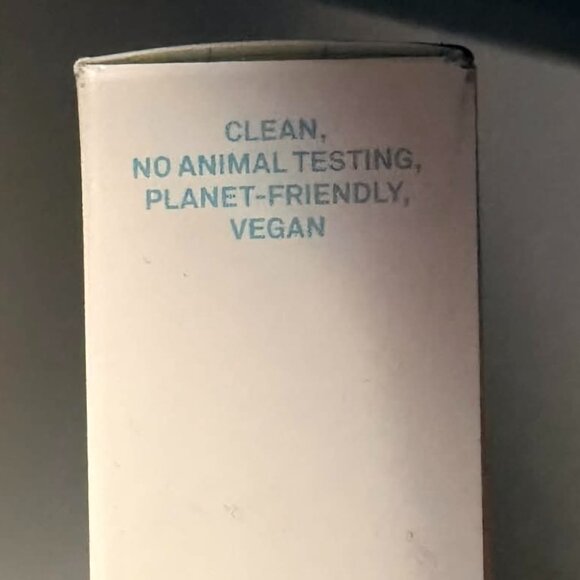 CLEAN,
NO ANIMAL TESTING,
PLANET-FRIENDLY,
VEGAN